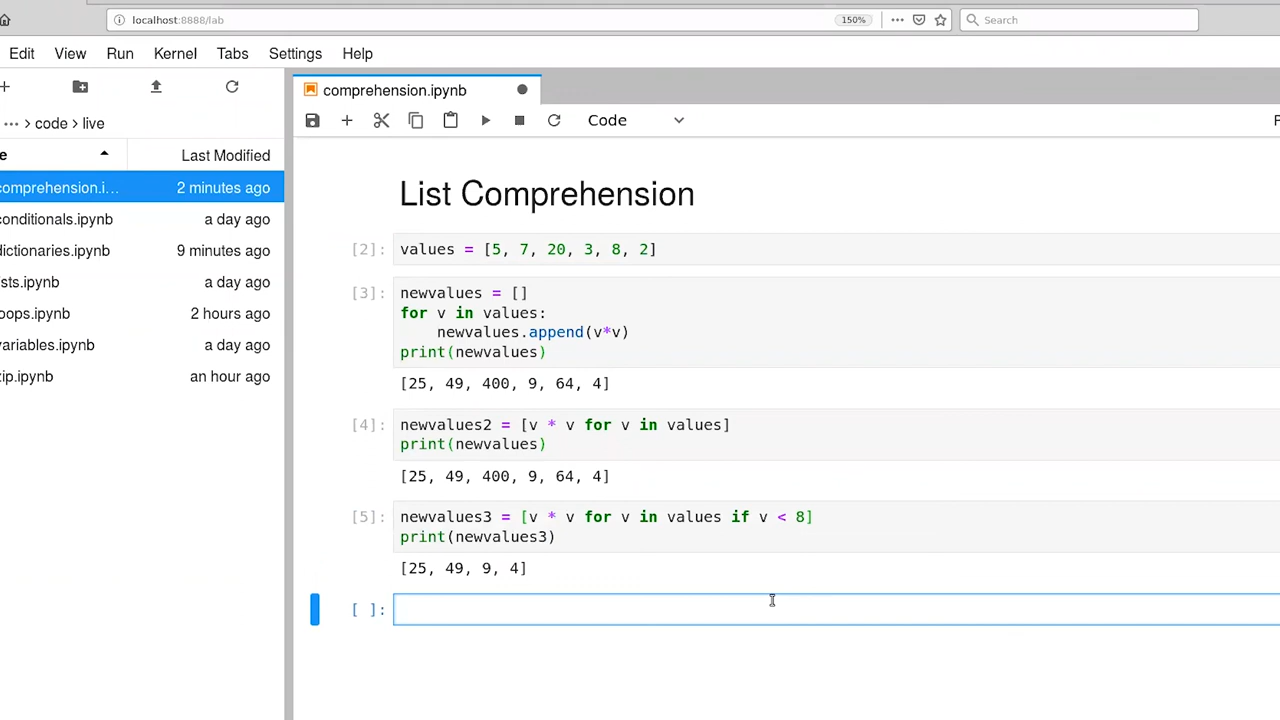 localhost:8888/lab
150%
Search
Edit View Run Kernel Tabs Settings Help
comprehension.ipynb
... > code > live
Code
e Last Modified
comprehension.i... 2 minutes ago
conditionals.ipynb a day ago
dictionaries.ipynb 9 minutes ago
sts.ipynb a day ago
oops.ipynb 2 hours ago
variables.ipynb a day ago
zip.ipynb an hour ago
List Comprehension
[2]: values = [5, 7, 20, 3, 8, 2]
[3]: newvalues = []
for v in values:
    newvalues.append(v*v)
print(newvalues)
[25, 49, 400, 9, 64, 4]
[4]: newvalues2 = [v * v for v in values]
print(newvalues)
[25, 49, 400, 9, 64, 4]
[5]: newvalues3 = [v * v for v in values if v < 8]
print(newvalues3)
[25, 49, 9, 4]
[ ]: